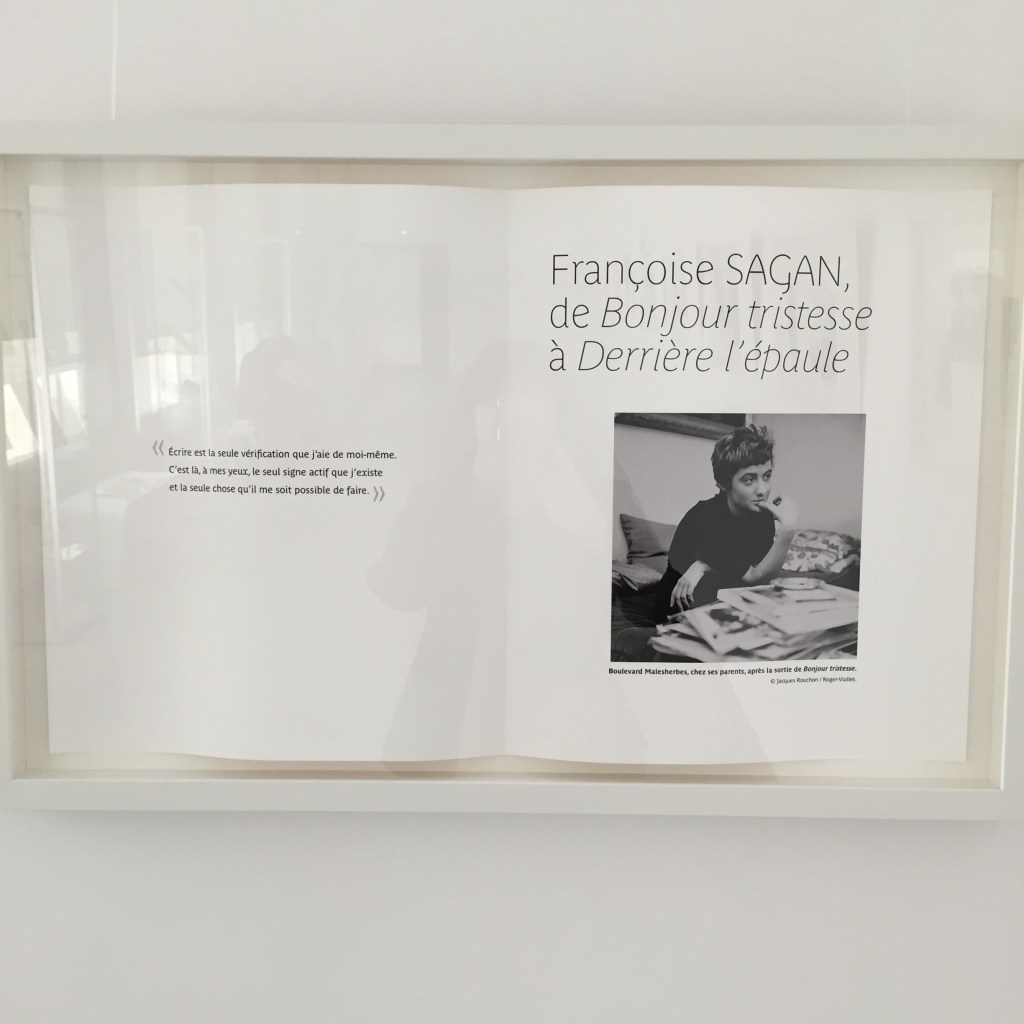 « Écrire est la seule vérification que j'aie de moi-même.
C'est là, à mes yeux, le seul signe actif que j'existe
et la seule chose qu'il me soit possible de faire. »
Françoise SAGAN,
de Bonjour tristesse
à Derrière l'épaule
Boulevard Malesherbes, chez ses parents, après la sortie de Bonjour tristesse.
© Jacques Rouchon / Roger-Viollet.